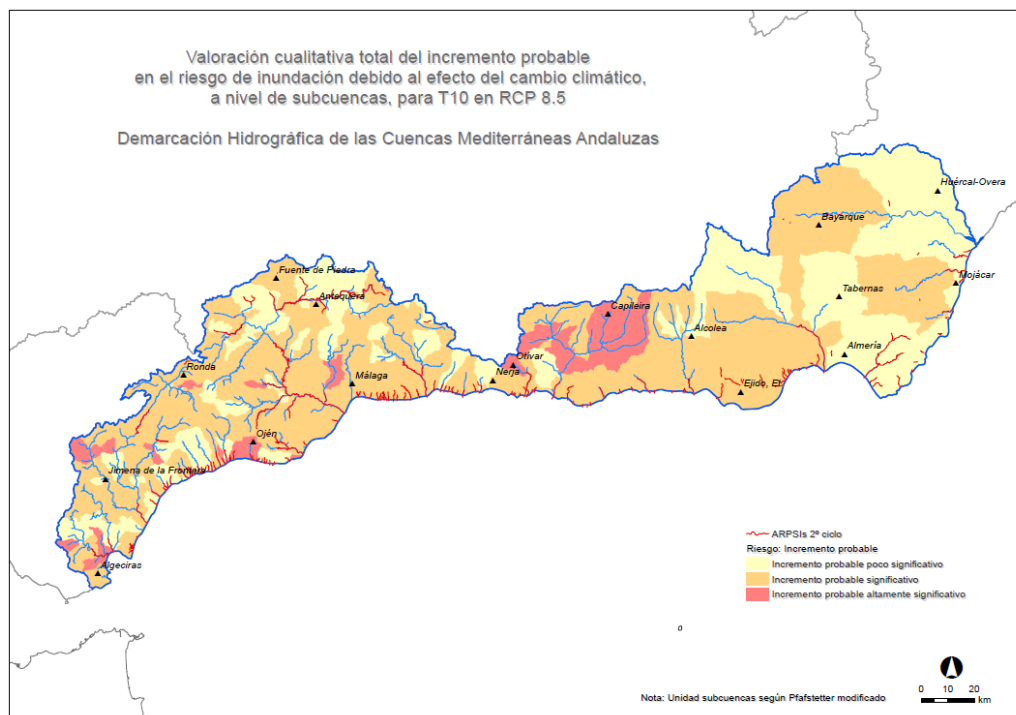 Valoración cualitativa total del incremento probable
en el riesgo de inundación debido al efecto del cambio climático,
a nivel de subcuencas, para T10 en RCP 8.5
Demarcación Hidrográfica de las Cuencas Mediterráneas Andaluzas
Huércal-Overa
Bayarque
Fuente de Piedra
Mojácar
Antequera
Tabernas
Capileira
Alcolea
Almería
Otívar
Ronda
Nerja
Málaga
Ejido, El
Ojén
Jimena de la Frontera
Algeciras
ARPSIs 2º ciclo
Riesgo: Incremento probable
Incremento probable poco significativo
Incremento probable significativo
Incremento probable altamente significativo
Nota: Unidad subcuencas según Pfafstetter modificado
0 10 20
km